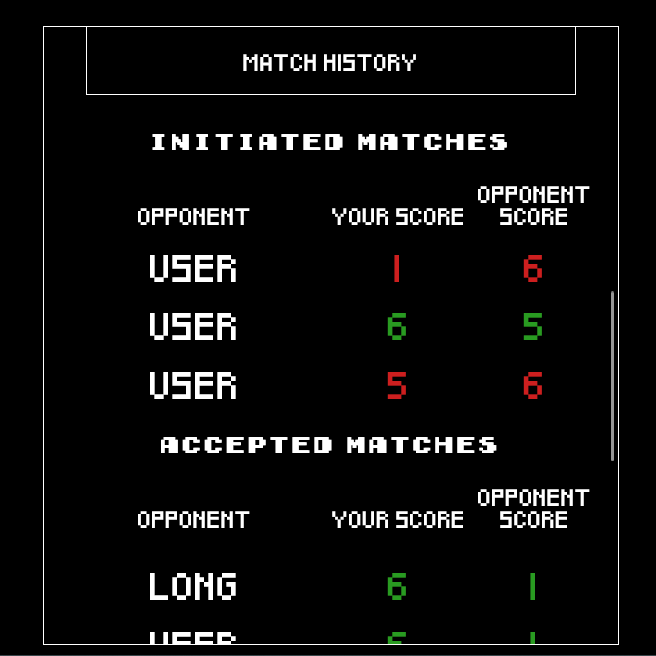 MATCH HISTORY
INITIATED MATCHES
OPPONENT YOUR SCORE OPPONENT SCORE
USER 1 6
USER 6 5
USER 5 6
ACCEPTED MATCHES
OPPONENT YOUR SCORE OPPONENT SCORE
LONG 6 1
USER